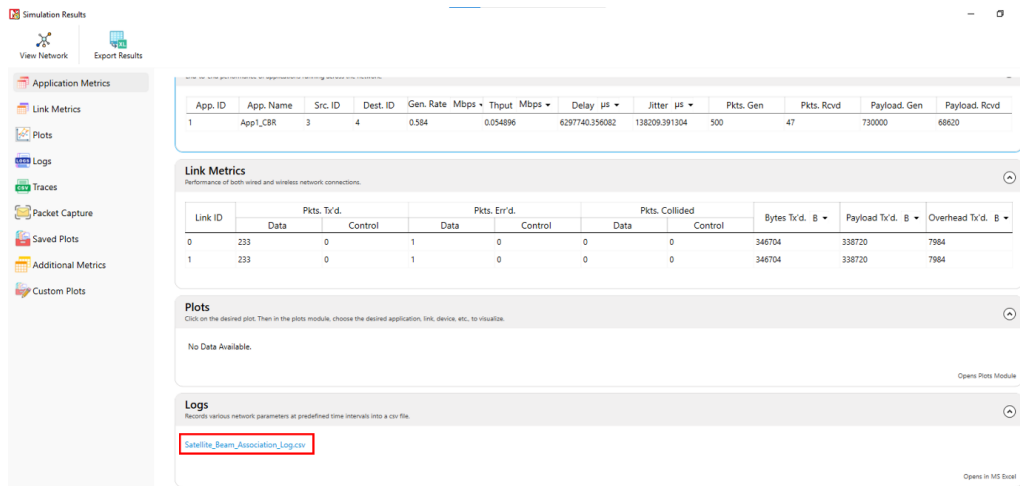 Simulation Results
View Network
Export Results
Application Metrics
Link Metrics
Plots
Logs
Traces
Packet Capture
Saved Plots
Additional Metrics
Custom Plots
App. ID App. Name Src. ID Dest. ID Gen. Rate Mbps Thput Mbps Delay µs Jitter µs Pkts. Gen Pkts. Rcvd Payload. Gen Payload. Rcvd
1 App1_CBR 3 4 0.584 0.054896 6297740.356082 138209.391304 500 47 730000 68620
Link Metrics
Performance of both wired and wireless network connections.
Link ID Pkts. Tx'd. Pkts. Err'd. Pkts. Collided Bytes Tx'd. B Payload Tx'd. B Overhead Tx'd. B
Data Control Data Control Data Control
0 233 0 1 0 0 0 346704 338720 7984
1 233 0 1 0 0 0 346704 338720 7984
Plots
Click on the desired plot. Then in the plots module, choose the desired application, link, device, etc., to visualize.
No Data Available.
Opens Plots Module
Logs
Records various network parameters at predefined time intervals into a csv file.
Satellite_Beam_Association_Log.csv
Opens in MS Excel